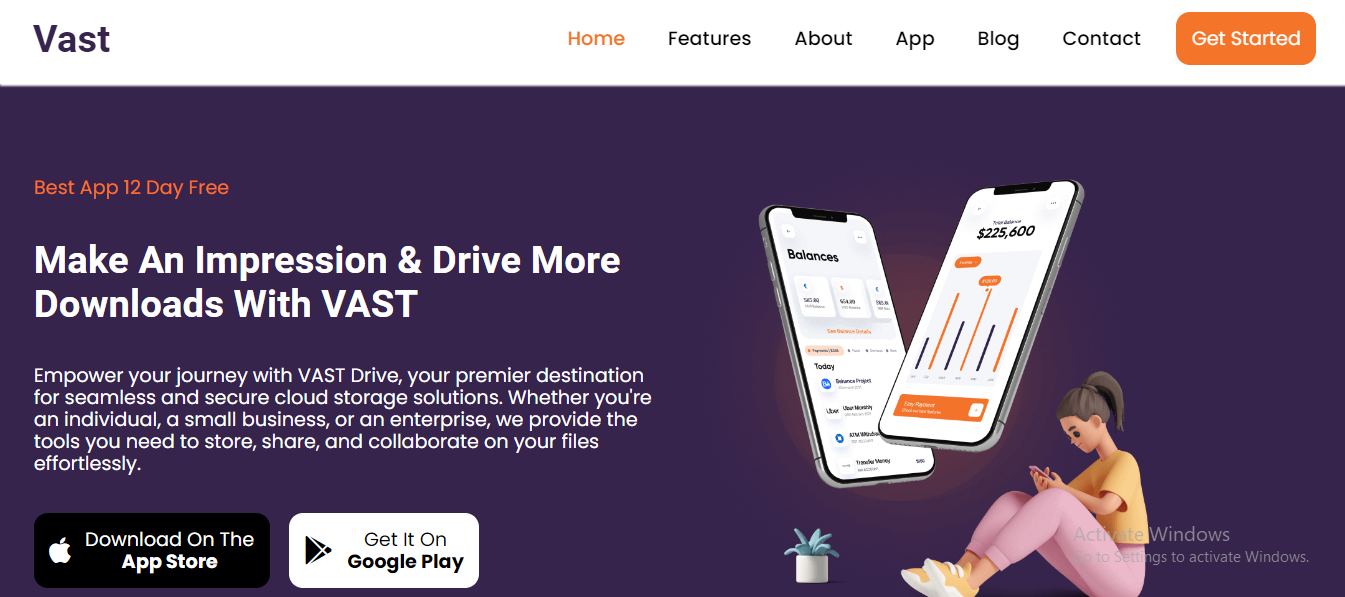 Vast
Home
Features
About
App
Blog
Contact
Get Started
Best App 12 Day Free
Make An Impression & Drive More
Downloads With VAST
Empower your journey with VAST Drive, your premier destination
for seamless and secure cloud storage solutions. Whether you're
an individual, a small business, or an enterprise, we provide the
tools you need to store, share, and collaborate on your files
effortlessly.
Download On The
App Store
Get It On
Google Play
Balances
See Balance Details
Today
Uber
Uber Monthly
Transfer Money
Total Balance
$225,600
Easy Payment
Activate Windows
Go to Settings to activate Windows.